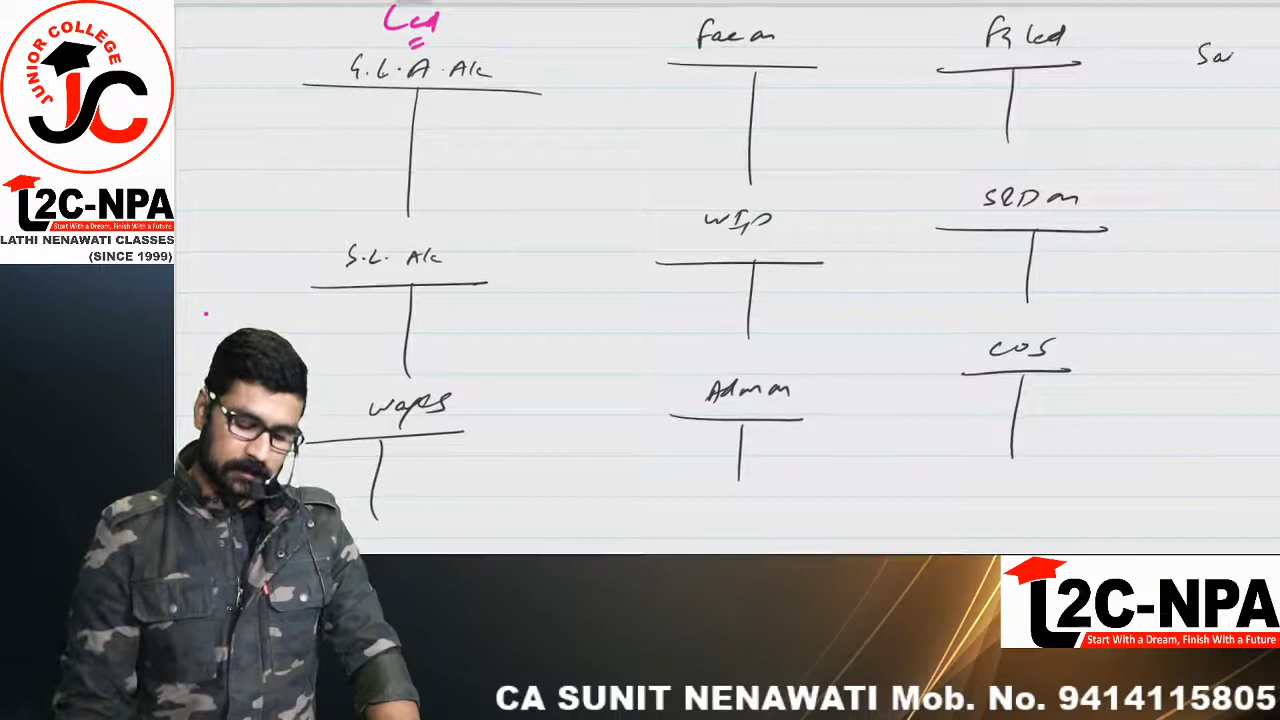 JUNIOR COLLEGE
JC
L2C-NPA
Start With a Dream, Finish With a Future
LATHI NENAWATI CLASSES
(SINCE 1999)
Led
G.L.A. A/c
S.L. A/c
wages
Fac on
WIP
Adm on
FG Led
S&D on
COS
Sa
L2C-NPA
Start With a Dream, Finish With a Future
CA SUNIT NENAWATI Mob. No. 9414115805